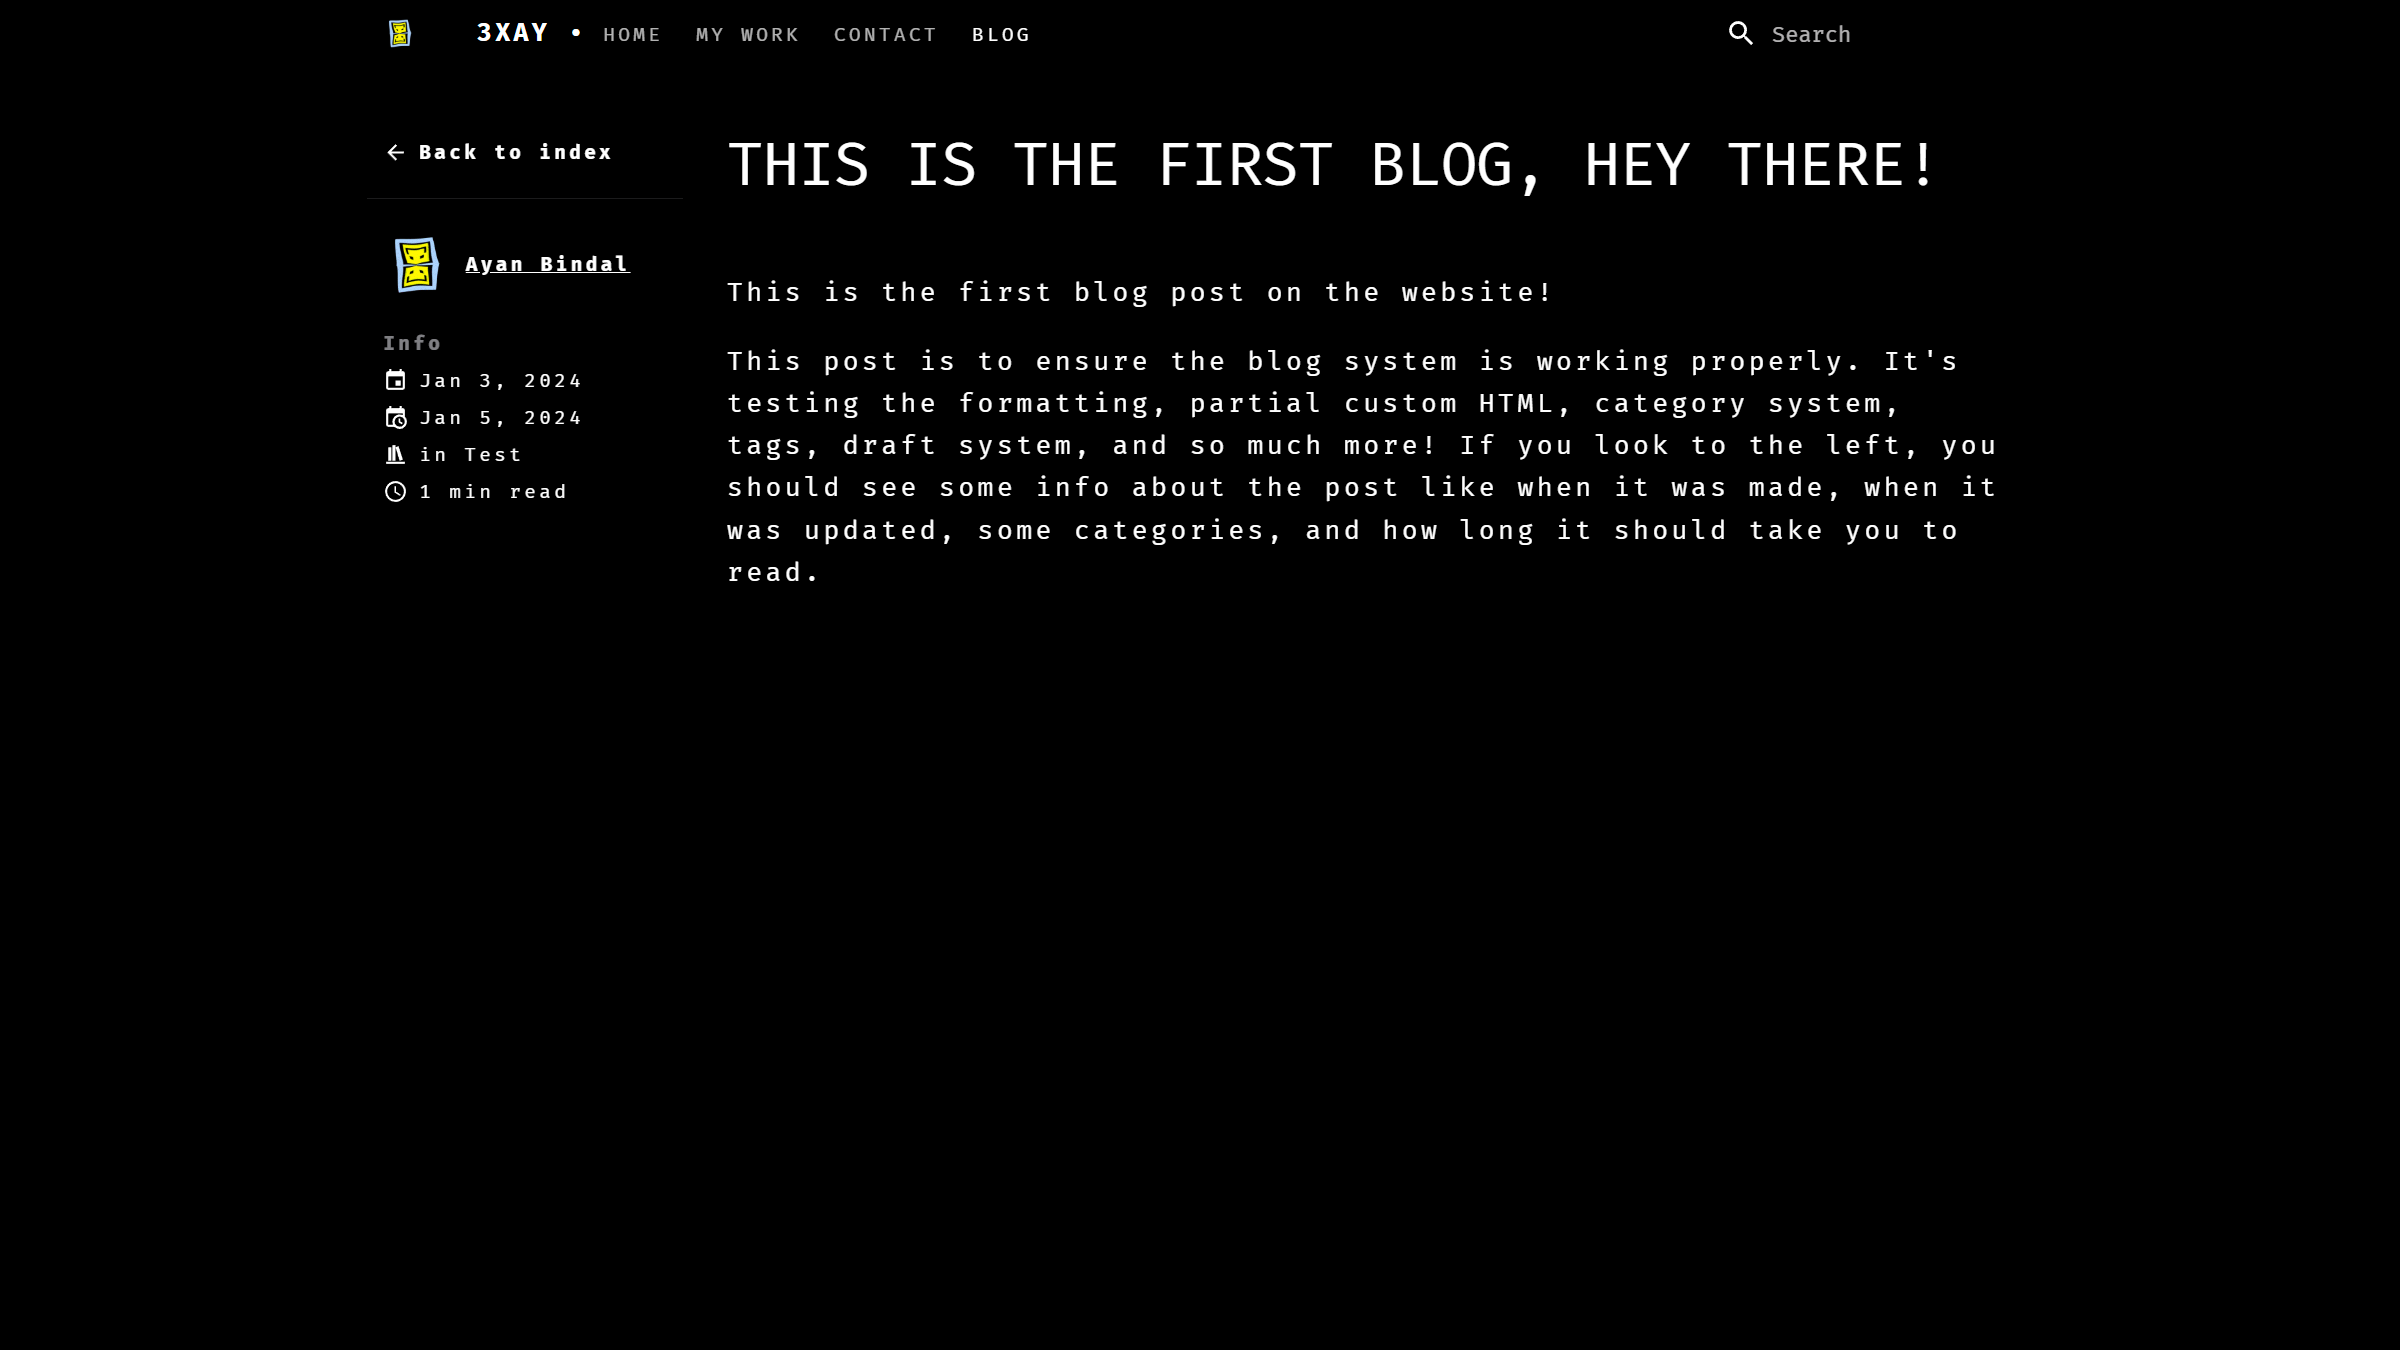 3XAY • HOME MY WORK CONTACT BLOG Search
Back to index
Ayan Bindal
Info
Jan 3, 2024
Jan 5, 2024
in Test
1 min read
THIS IS THE FIRST BLOG, HEY THERE!
This is the first blog post on the website!
This post is to ensure the blog system is working properly. It's
testing the formatting, partial custom HTML, category system,
tags, draft system, and so much more! If you look to the left, you
should see some info about the post like when it was made, when it
was updated, some categories, and how long it should take you to
read.